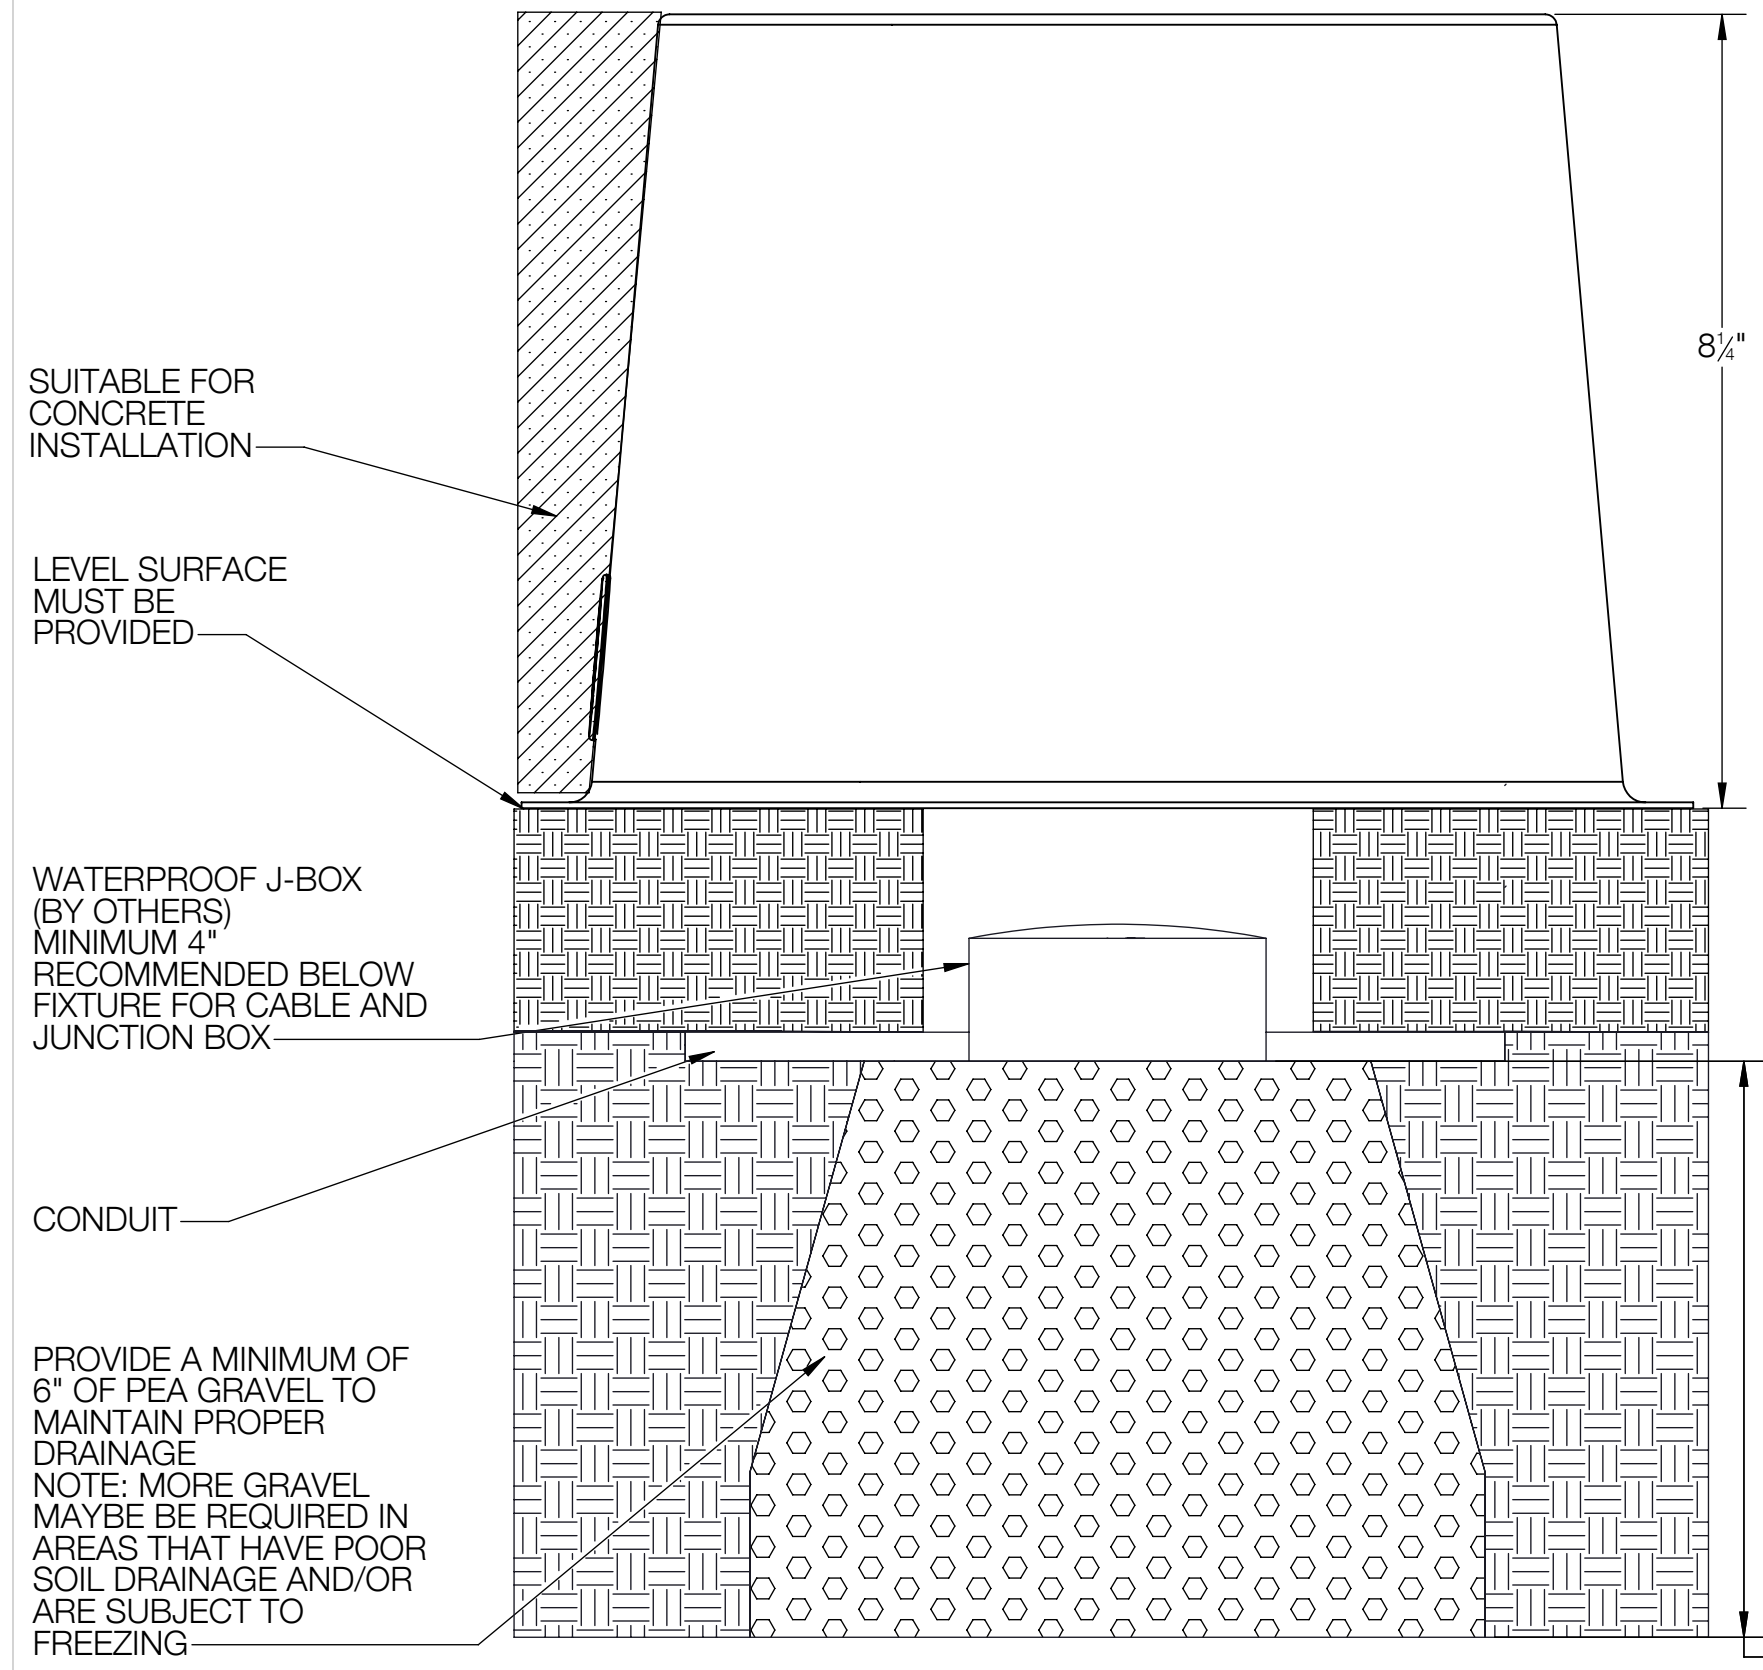 8¼"
SUITABLE FOR
CONCRETE
INSTALLATION
LEVEL SURFACE
MUST BE
PROVIDED
WATERPROOF J-BOX
(BY OTHERS)
MINIMUM 4"
RECOMMENDED BELOW
FIXTURE FOR CABLE AND
JUNCTION BOX
CONDUIT
PROVIDE A MINIMUM OF
6" OF PEA GRAVEL TO
MAINTAIN PROPER
DRAINAGE
NOTE: MORE GRAVEL
MAYBE BE REQUIRED IN
AREAS THAT HAVE POOR
SOIL DRAINAGE AND/OR
ARE SUBJECT TO
FREEZING